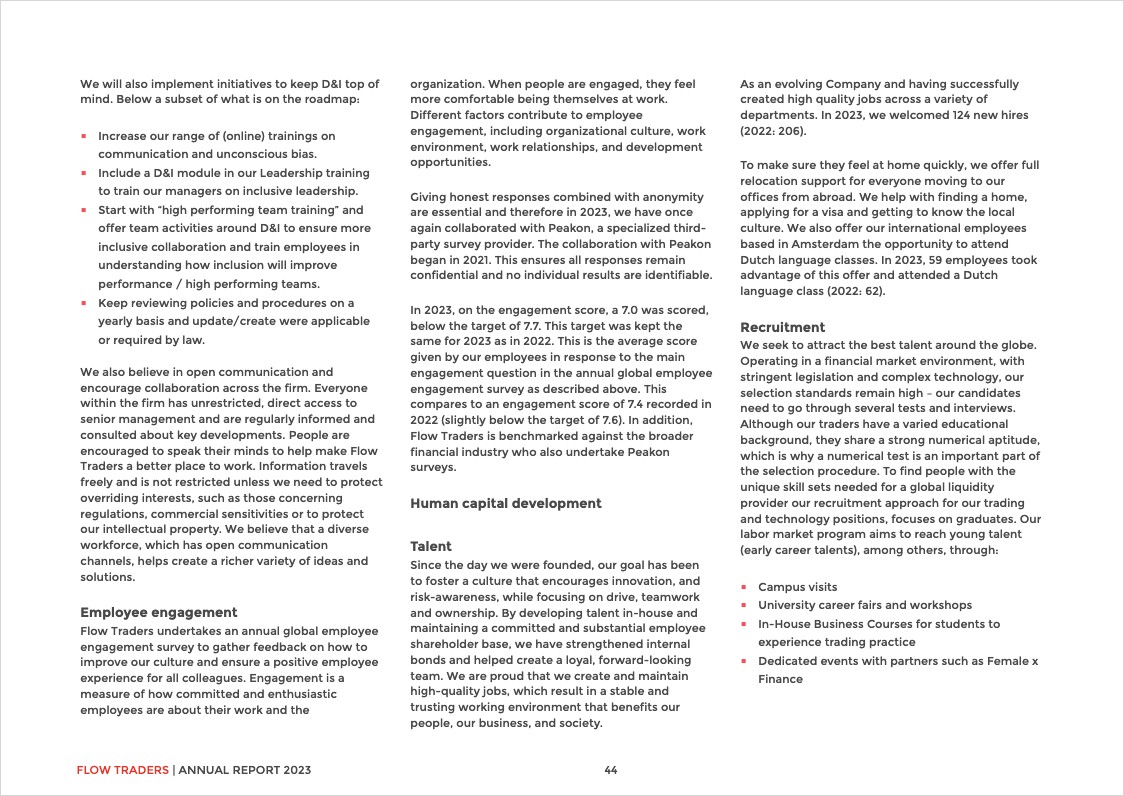 We will also implement initiatives to keep D&I top of
mind. Below a subset of what is on the roadmap:
▪ Increase our range of (online) trainings on
communication and unconscious bias.
▪ Include a D&I module in our Leadership training
to train our managers on inclusive leadership.
▪ Start with “high performing team training” and
offer team activities around D&I to ensure more
inclusive collaboration and train employees in
understanding how inclusion will improve
performance / high performing teams.
▪ Keep reviewing policies and procedures on a
yearly basis and update/create were applicable
or required by law.
We also believe in open communication and
encourage collaboration across the firm. Everyone
within the firm has unrestricted, direct access to
senior management and are regularly informed and
consulted about key developments. People are
encouraged to speak their minds to help make Flow
Traders a better place to work. Information travels
freely and is not restricted unless we need to protect
overriding interests, such as those concerning
regulations, commercial sensitivities or to protect
our intellectual property. We believe that a diverse
workforce, which has open communication
channels, helps create a richer variety of ideas and
solutions.
Employee engagement
Flow Traders undertakes an annual global employee
engagement survey to gather feedback on how to
improve our culture and ensure a positive employee
experience for all colleagues. Engagement is a
measure of how committed and enthusiastic
employees are about their work and the
organization. When people are engaged, they feel
more comfortable being themselves at work.
Different factors contribute to employee
engagement, including organizational culture, work
environment, work relationships, and development
opportunities.
Giving honest responses combined with anonymity
are essential and therefore in 2023, we have once
again collaborated with Peakon, a specialized third-
party survey provider. The collaboration with Peakon
began in 2021. This ensures all responses remain
confidential and no individual results are identifiable.
In 2023, on the engagement score, a 7.0 was scored,
below the target of 7.7. This target was kept the
same for 2023 as in 2022. This is the average score
given by our employees in response to the main
engagement question in the annual global employee
engagement survey as described above. This
compares to an engagement score of 7.4 recorded in
2022 (slightly below the target of 7.6). In addition,
Flow Traders is benchmarked against the broader
financial industry who also undertake Peakon
surveys.
Human capital development
Talent
Since the day we were founded, our goal has been
to foster a culture that encourages innovation, and
risk-awareness, while focusing on drive, teamwork
and ownership. By developing talent in-house and
maintaining a committed and substantial employee
shareholder base, we have strengthened internal
bonds and helped create a loyal, forward-looking
team. We are proud that we create and maintain
high-quality jobs, which result in a stable and
trusting working environment that benefits our
people, our business, and society.
As an evolving Company and having successfully
created high quality jobs across a variety of
departments. In 2023, we welcomed 124 new hires
(2022: 206).
To make sure they feel at home quickly, we offer full
relocation support for everyone moving to our
offices from abroad. We help with finding a home,
applying for a visa and getting to know the local
culture. We also offer our international employees
based in Amsterdam the opportunity to attend
Dutch language classes. In 2023, 59 employees took
advantage of this offer and attended a Dutch
language class (2022: 62).
Recruitment
We seek to attract the best talent around the globe.
Operating in a financial market environment, with
stringent legislation and complex technology, our
selection standards remain high – our candidates
need to go through several tests and interviews.
Although our traders have a varied educational
background, they share a strong numerical aptitude,
which is why a numerical test is an important part of
the selection procedure. To find people with the
unique skill sets needed for a global liquidity
provider our recruitment approach for our trading
and technology positions, focuses on graduates. Our
labor market program aims to reach young talent
(early career talents), among others, through:
▪ Campus visits
▪ University career fairs and workshops
▪ In-House Business Courses for students to
experience trading practice
▪ Dedicated events with partners such as Female x
Finance
FLOW TRADERS | ANNUAL REPORT 2023
44